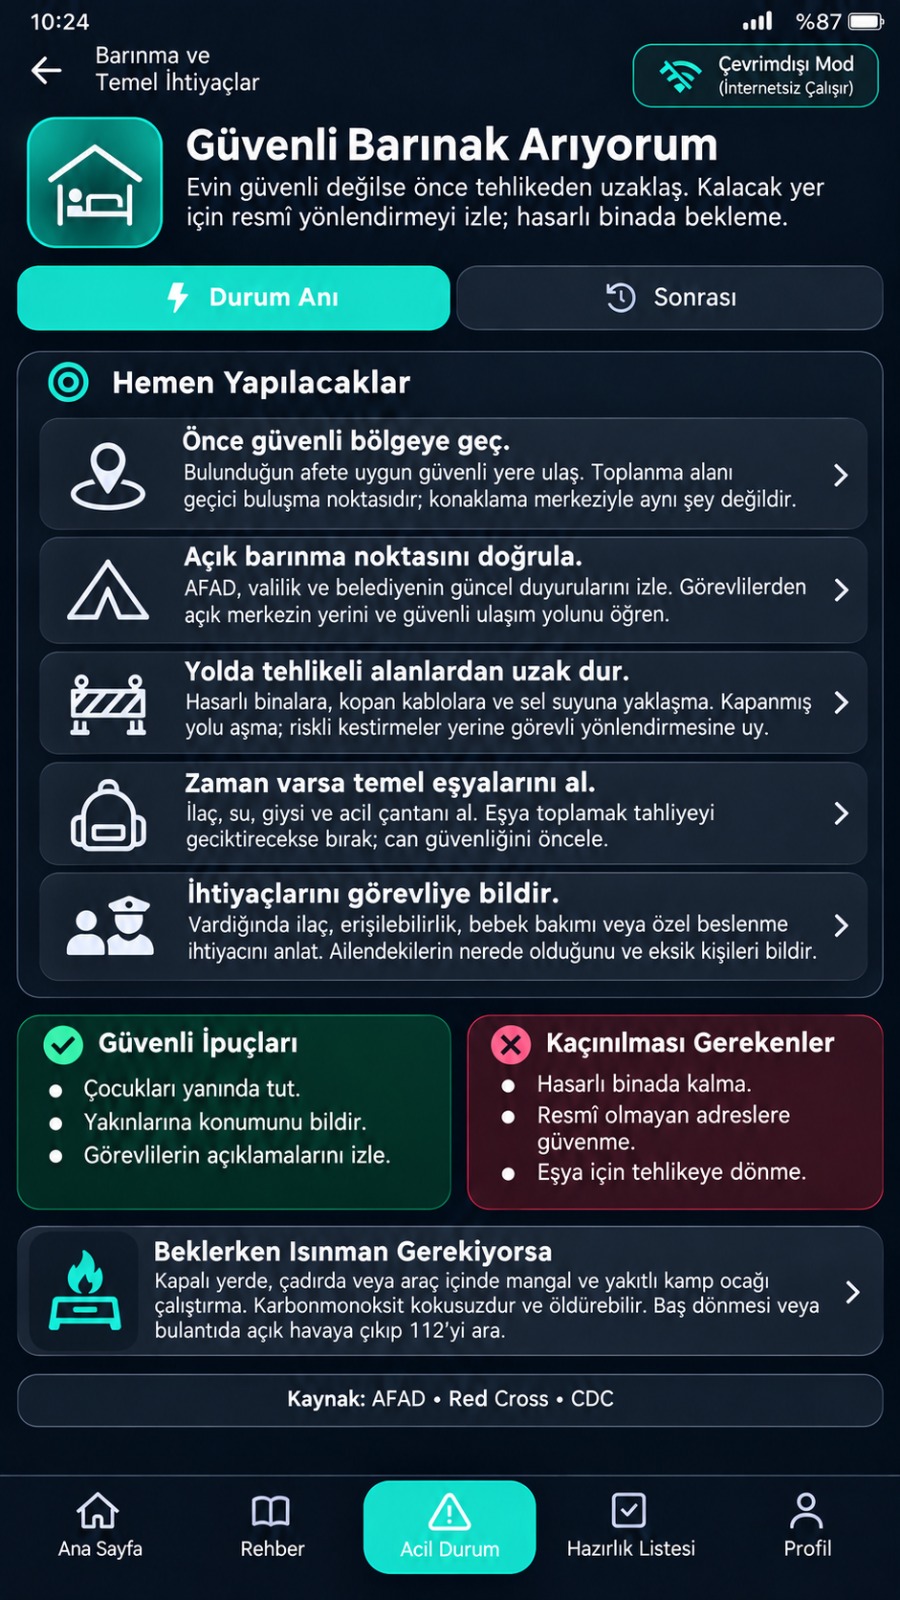 10:24
%87
Barınma ve
Temel İhtiyaçlar
Çevrimdışı Mod
(İnternetsiz Çalışır)
Güvenli Barınak Arıyorum
Evin güvenli değilse önce tehlikeden uzaklaş. Kalacak yer
için resmî yönlendirmeyi izle; hasarlı binada bekleme.
Durum Anı
Sonrası
Hemen Yapılacaklar
Önce güvenli bölgeye geç.
Bulunduğun afete uygun güvenli yere ulaş. Toplanma alanı
geçici buluşma noktasıdır; konaklama merkeziyle aynı şey değildir.
Açık barınma noktasını doğrula.
AFAD, valilik ve belediyenin güncel duyurularını izle. Görevlilerden
açık merkezin yerini ve güvenli ulaşım yolunu öğren.
Yolda tehlikeli alanlardan uzak dur.
Hasarlı binalara, kopan kablolara ve sel suyuna yaklaşma. Kapanmış
yolu aşma; riskli kestirmeler yerine görevli yönlendirmesine uy.
Zaman varsa temel eşyalarını al.
İlaç, su, giysi ve acil çantanı al. Eşya toplamak tahliyeyi
geciktirecekse bırak; can güvenliğini öncele.
İhtiyaçlarını görevliye bildir.
Vardiğında ilaç, erişilebilirlik, bebek bakımı veya özel beslenme
ihtiyacını anlat. Ailendekilerin nerede olduğunu ve eksik kişileri bildir.
Güvenli İpuçları
● Çocukları yanında tut.
● Yakınlarına konumunu bildir.
● Görevlilerin açıklamalarını izle.
Kaçınılması Gerekenler
● Hasarlı binada kalma.
● Resmî olmayan adreslere
güvenme.
● Eşya için tehlikeye dönme.
Beklerken Isınman Gerekiyorsa
Kapalı yerde, çadırda veya araç içinde mangal ve yakıtlı kamp ocağı
çalıştırma. Karbonmonoksit kokusuzdur ve öldürebilir. Baş dönmesi veya
bulantıda açık havaya çıkıp 112'yi ara.
Kaynak: AFAD • Red Cross • CDC
Ana Sayfa
Rehber
Acil Durum
Hazırlık Listesi
Profil